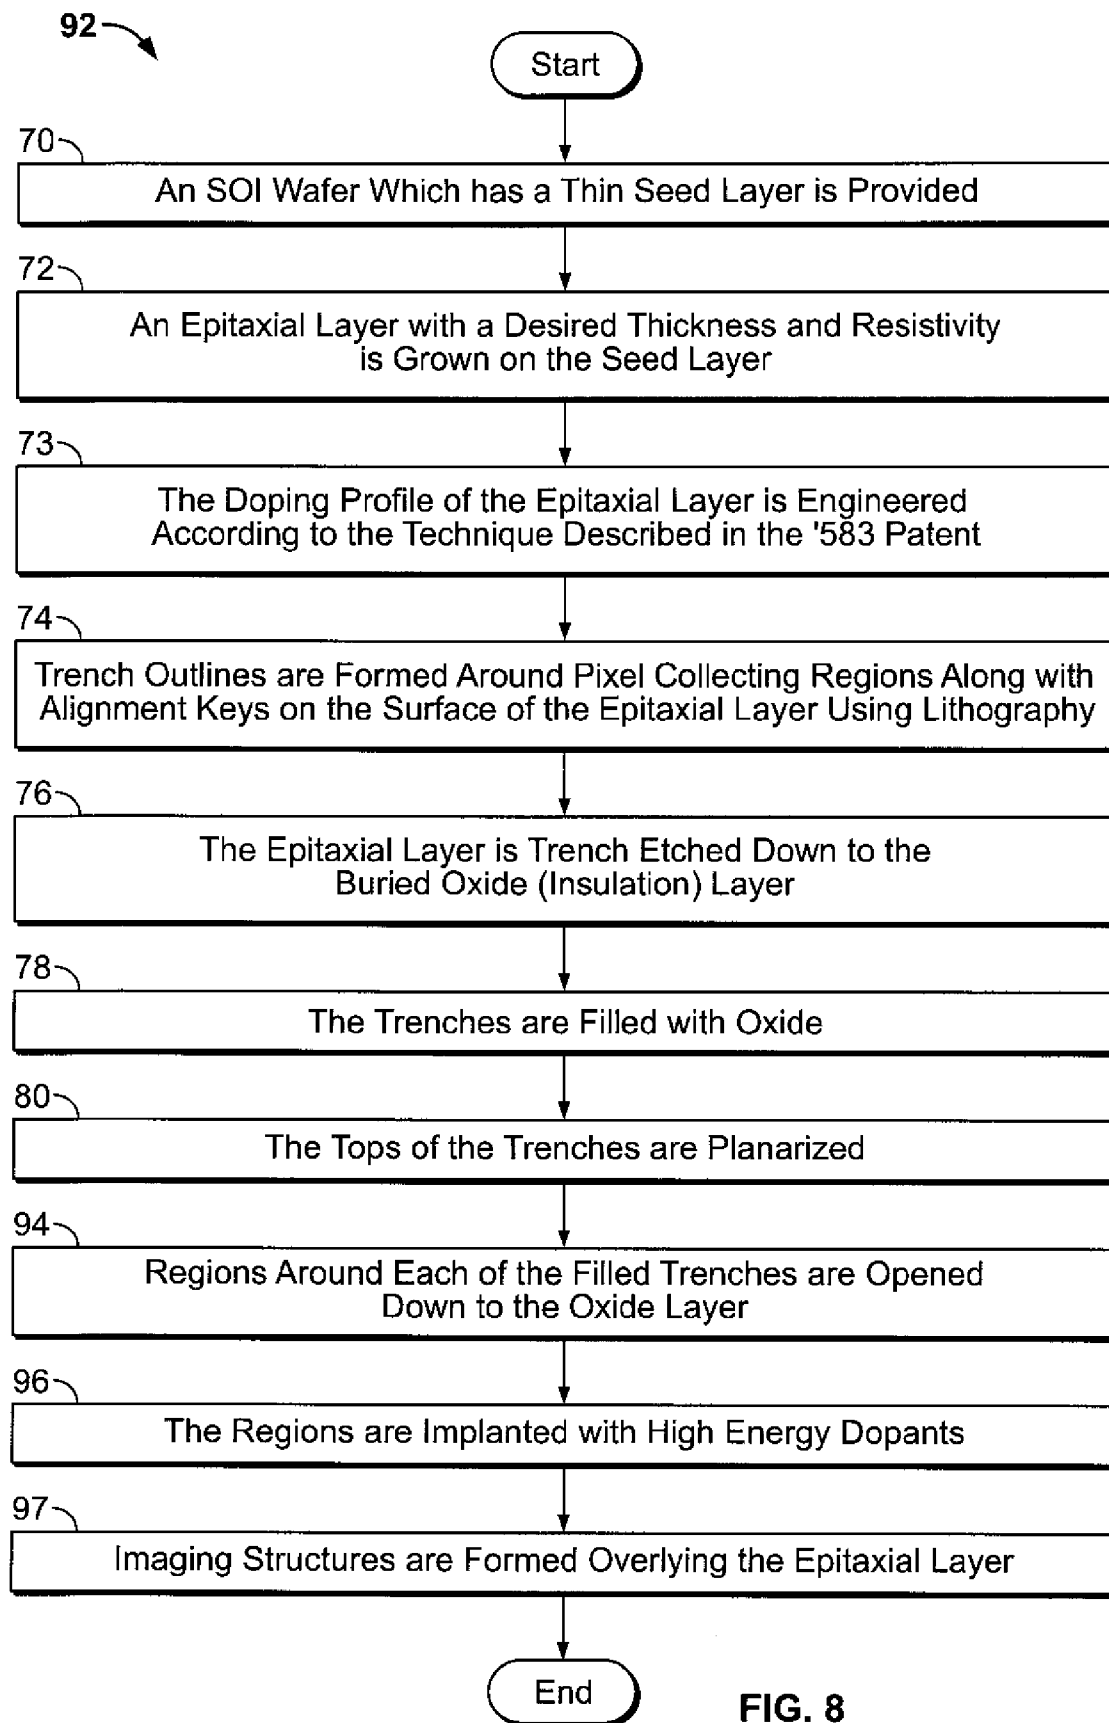 92
Start
70
An SOI Wafer Which has a Thin Seed Layer is Provided
72
An Epitaxial Layer with a Desired Thickness and Resistivity
is Grown on the Seed Layer
73
The Doping Profile of the Epitaxial Layer is Engineered
According to the Technique Described in the '583 Patent
74
Trench Outlines are Formed Around Pixel Collecting Regions Along with
Alignment Keys on the Surface of the Epitaxial Layer Using Lithography
76
The Epitaxial Layer is Trench Etched Down to the
Buried Oxide (Insulation) Layer
78
The Trenches are Filled with Oxide
80
The Tops of the Trenches are Planarized
94
Regions Around Each of the Filled Trenches are Opened
Down to the Oxide Layer
96
The Regions are Implanted with High Energy Dopants
97
Imaging Structures are Formed Overlying the Epitaxial Layer
End
FIG. 8